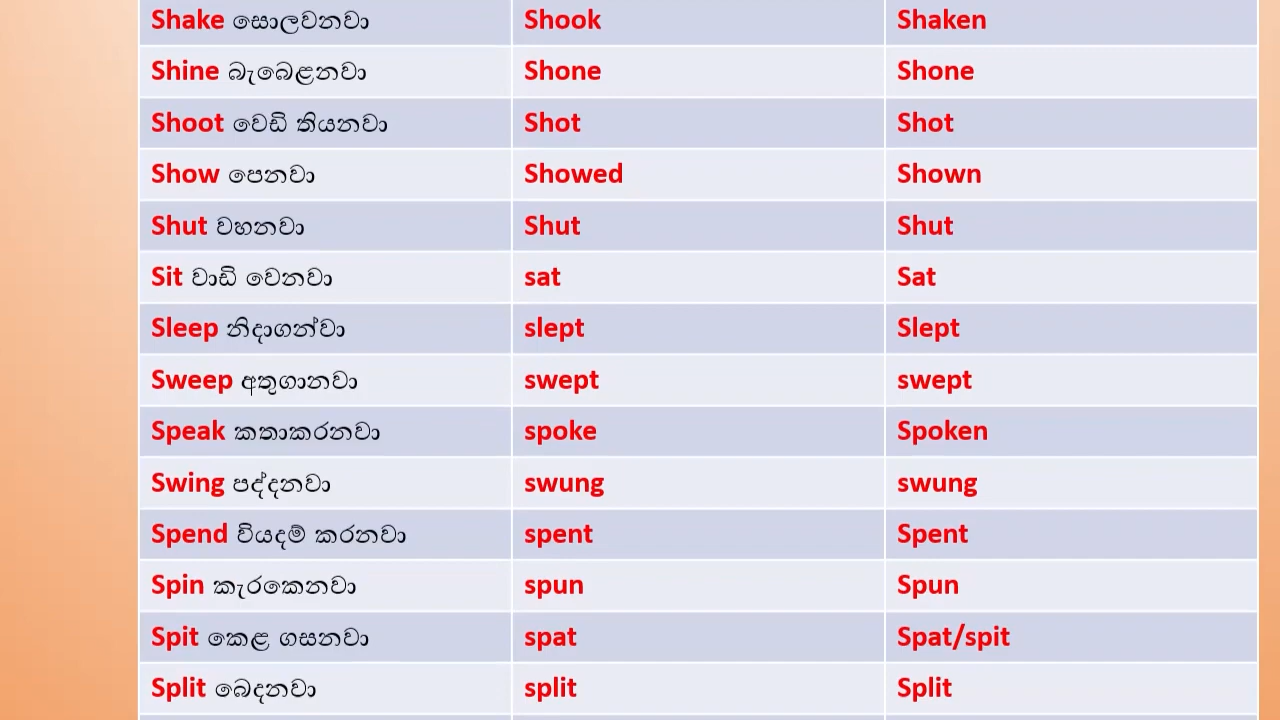 Shake සොලවනවා Shook Shaken
Shine බැබෙළනවා Shone Shone
Shoot වෙඩි තියනවා Shot Shot
Show පෙනවා Showed Shown
Shut වහනවා Shut Shut
Sit වාඩි වෙනවා sat Sat
Sleep නිදාගන්වා slept Slept
Sweep අතුගානවා swept swept
Speak කතාකරනවා spoke Spoken
Swing පද්දනවා swung swung
Spend වියදම් කරනවා spent Spent
Spin කැරකෙනවා spun Spun
Spit කෙළ ගසනවා spat Spat/spit
Split බෙදනවා split Split